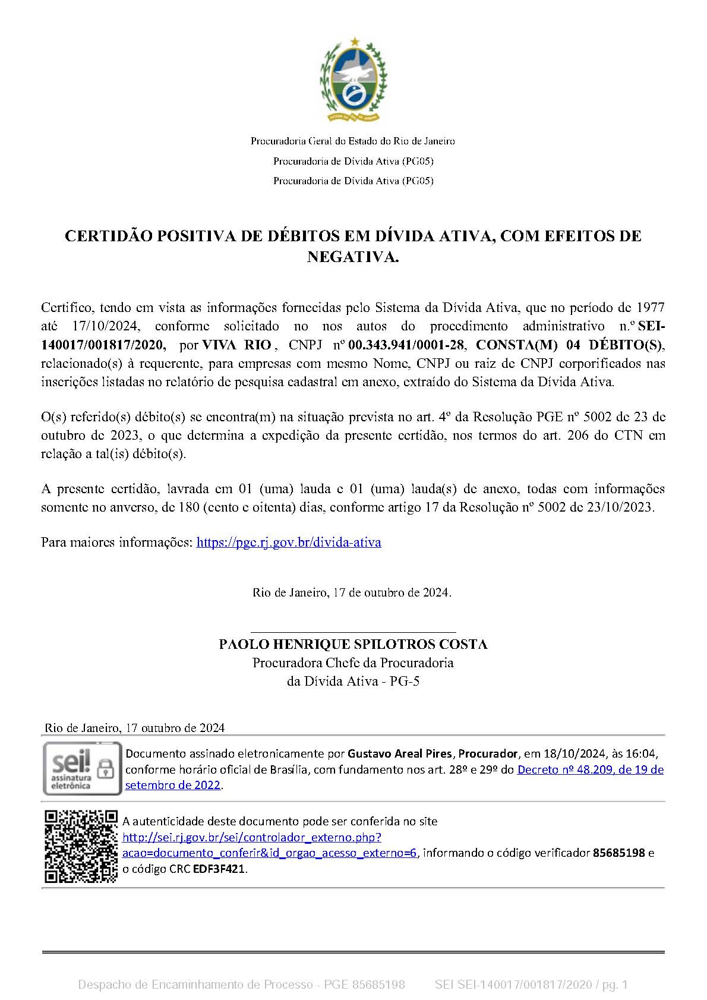 ESTADO DO RIO DE JANEIRO
Procuradoria Geral do Estado do Rio de Janeiro
Procuradoria de Dívida Ativa (PG05)
Procuradoria de Dívida Ativa (PG05)
CERTIDÃO POSITIVA DE DÉBITOS EM DÍVIDA ATIVA, COM EFEITOS DE
NEGATIVA.
Certifico, tendo em vista as informações fornecidas pelo Sistema da Dívida Ativa, que no período de 1977
até 17/10/2024, conforme solicitado no nos autos do procedimento administrativo n.º SEI-
140017/001817/2020, por VIVA RIO , CNPJ nº 00.343.941/0001-28, CONSTA(M) 04 DÉBITO(S),
relacionado(s) à requerente, para empresas com mesmo Nome, CNPJ ou raiz de CNPJ corporificados nas
inscrições listadas no relatório de pesquisa cadastral em anexo, extraído do Sistema da Dívida Ativa.
O(s) referido(s) débito(s) se encontra(m) na situação prevista no art. 4º da Resolução PGE nº 5002 de 23 de
outubro de 2023, o que determina a expedição da presente certidão, nos termos do art. 206 do CTN em
relação a tal(is) débito(s).
A presente certidão, lavrada em 01 (uma) lauda e 01 (uma) lauda(s) de anexo, todas com informações
somente no anverso, de 180 (cento e oitenta) dias, conforme artigo 17 da Resolução nº 5002 de 23/10/2023.
Para maiores informações: https://pge.rj.gov.br/divida-ativa
Rio de Janeiro, 17 de outubro de 2024.
PAOLO HENRIQUE SPILOTROS COSTA
Procuradora Chefe da Procuradoria
da Dívida Ativa - PG-5
Rio de Janeiro, 17 outubro de 2024
sei!
assinatura
eletrônica
Documento assinado eletronicamente por Gustavo Areal Pires, Procurador, em 18/10/2024, às 16:04,
conforme horário oficial de Brasília, com fundamento nos art. 28º e 29º do Decreto nº 48.209, de 19 de
setembro de 2022.
A autenticidade deste documento pode ser conferida no site
http://sei.rj.gov.br/sei/controlador_externo.php?
acao=documento_conferir&id_orgao_acesso_externo=6, informando o código verificador 85685198 e
o código CRC EDF3F421.
Despacho de Encaminhamento de Processo - PGE 85685198 SEI SEI-140017/001817/2020 / pg. 1